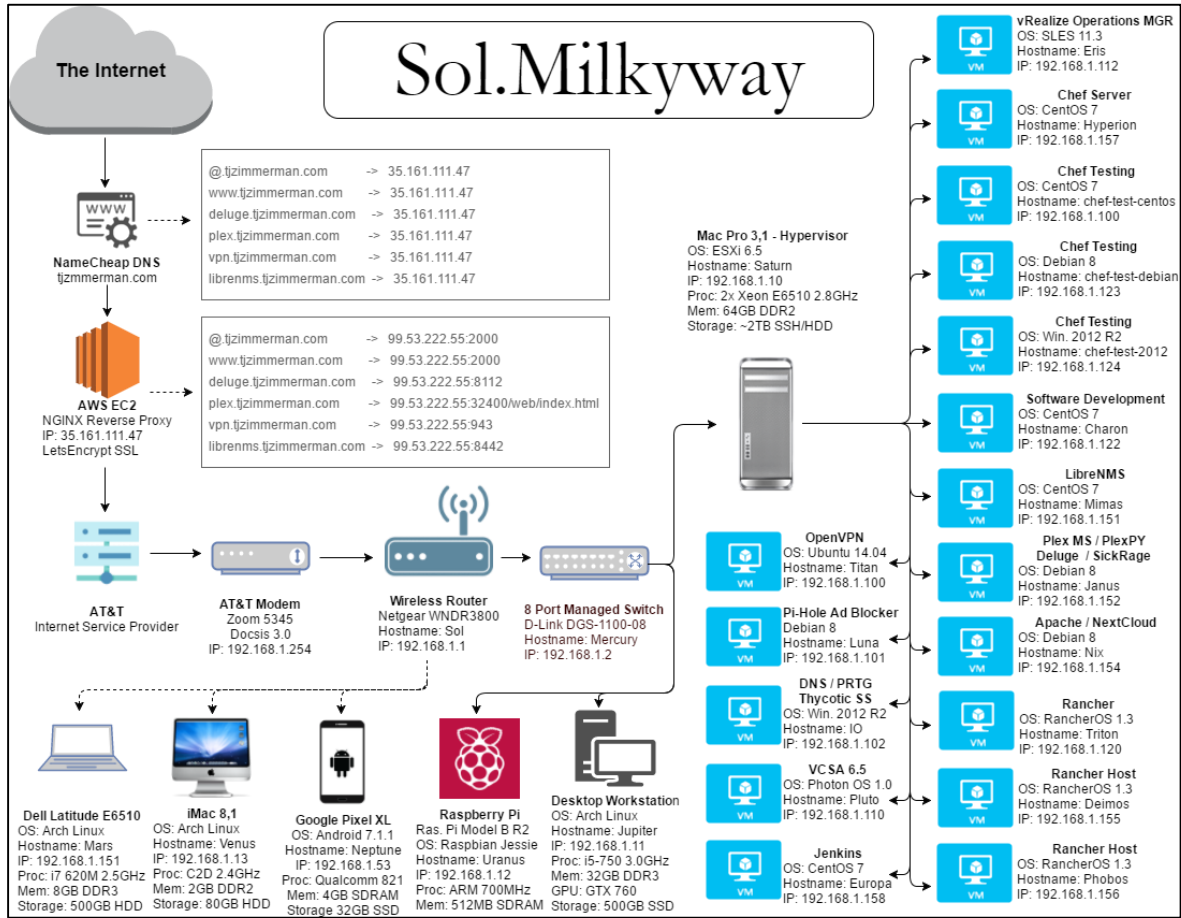 The Internet
Sol.Milkyway
WWW
NameCheap DNS
tjzmmerman.com
@.tjzimmerman.com -> 35.161.111.47
www.tjzimmerman.com -> 35.161.111.47
deluge.tjzimmerman.com -> 35.161.111.47
plex.tjzimmerman.com -> 35.161.111.47
vpn.tjzimmerman.com -> 35.161.111.47
librenms.tjzimmerman.com -> 35.161.111.47
AWS EC2
NGINX Reverse Proxy
IP: 35.161.111.47
LetsEncrypt SSL
@.tjzimmerman.com -> 99.53.222.55:2000
www.tjzimmerman.com -> 99.53.222.55:2000
deluge.tjzimmerman.com -> 99.53.222.55:8112
plex.tjzimmerman.com -> 99.53.222.55:32400/web/index.html
vpn.tjzimmerman.com -> 99.53.222.55:943
librenms.tjzimmerman.com -> 99.53.222.55:8442
AT&T
Internet Service Provider
AT&T Modem
Zoom 5345
Docsis 3.0
IP: 192.168.1.254
Wireless Router
Netgear WNDR3800
Hostname: Sol
IP: 192.168.1.1
8 Port Managed Switch
D-Link DGS-1100-08
Hostname: Mercury
IP: 192.168.1.2
Mac Pro 3,1 - Hypervisor
OS: ESXi 6.5
Hostname: Saturn
IP: 192.168.1.10
Proc: 2x Xeon E6510 2.8GHz
Mem: 64GB DDR2
Storage: ~2TB SSH/HDD
Dell Latitude E6510
OS: Arch Linux
Hostname: Mars
IP: 192.168.1.151
Proc: i7 620M 2.5GHz
Mem: 8GB DDR3
Storage: 500GB HDD
iMac 8,1
OS: Arch Linux
Hostname: Venus
IP: 192.168.1.13
Proc: C2D 2.4GHz
Mem: 2GB DDR2
Storage: 80GB HDD
Google Pixel XL
OS: Android 7.1.1
Hostname: Neptune
IP: 192.168.1.53
Proc: Qualcomm 821
Mem: 4GB SDRAM
Storage 32GB SSD
Raspberry Pi
Ras. Pi Model B R2
OS: Raspbian Jessie
Hostname: Uranus
IP: 192.168.1.12
Proc: ARM 700MHz
Mem: 512MB SDRAM
Desktop Workstation
OS: Arch Linux
Hostname: Jupiter
IP: 192.168.1.11
Proc: i5-750 3.0GHz
Mem: 32GB DDR3
GPU: GTX 760
Storage: 500GB SSD
VM
OpenVPN
OS: Ubuntu 14.04
Hostname: Titan
IP: 192.168.1.100
VM
Pi-Hole Ad Blocker
Debian 8
Hostname: Luna
IP: 192.168.1.101
VM
DNS / PRTG
Thycotic SS
OS: Win. 2012 R2
Hostname: IO
IP: 192.168.1.102
VM
VCSA 6.5
OS: Photon OS 1.0
Hostname: Pluto
IP: 192.168.1.110
VM
Jenkins
OS: CentOS 7
Hostname: Europa
IP: 192.168.1.158
VM
vRealize Operations MGR
OS: SLES 11.3
Hostname: Eris
IP: 192.168.1.112
VM
Chef Server
OS: CentOS 7
Hostname: Hyperion
IP: 192.168.1.157
VM
Chef Testing
OS: CentOS 7
Hostname: chef-test-centos
IP: 192.168.1.100
VM
Chef Testing
OS: Debian 8
Hostname: chef-test-debian
IP: 192.168.1.123
VM
Chef Testing
OS: Win. 2012 R2
Hostname: chef-test-2012
IP: 192.168.1.124
VM
Software Development
OS: CentOS 7
Hostname: Charon
IP: 192.168.1.122
VM
LibreNMS
OS: CentOS 7
Hostname: Mimas
IP: 192.168.1.151
VM
Plex MS / PlexPY
Deluge / SickRage
OS: Debian 8
Hostname: Janus
IP: 192.168.1.152
VM
Apache / NextCloud
OS: Debian 8
Hostname: Nix
IP: 192.168.1.154
VM
Rancher
OS: RancherOS 1.3
Hostname: Triton
IP: 192.168.1.120
VM
Rancher Host
OS: RancherOS 1.3
Hostname: Deimos
IP: 192.168.1.155
VM
Rancher Host
OS: RancherOS 1.3
Hostname: Phobos
IP: 192.168.1.156
VM